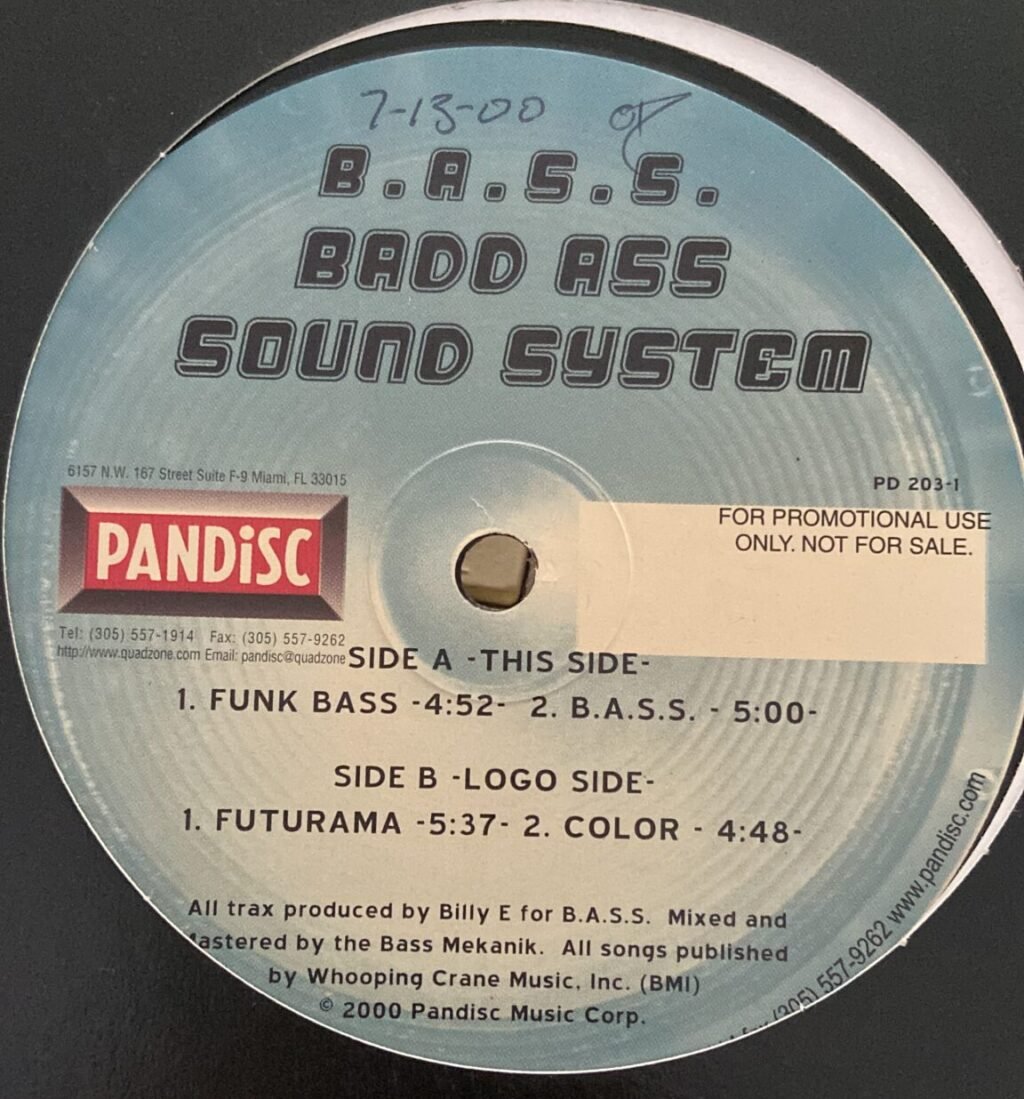 7-13-00
B.A.S.S.
BADD ASS
SOUND SYSTEM
6157 N.W. 167 Street Suite F-9 Miami, FL 33015
PANDiSC
Tel: (305) 557-1914 Fax: (305) 557-9262
http://www.quadzone.com Email: pandisc@quadzone
PD 203-1
FOR PROMOTIONAL USE
ONLY. NOT FOR SALE.
SIDE A -THIS SIDE-
1. FUNK BASS -4:52- 2. B.A.S.S. - 5:00-
SIDE B -LOGO SIDE-
1. FUTURAMA -5:37- 2. COLOR - 4:48-
All trax produced by Billy E for B.A.S.S. Mixed and
astered by the Bass Mekanik. All songs published
by Whooping Crane Music, Inc. (BMI)
© 2000 Pandisc Music Corp.
(305) 557-9262 www.pandisc.com